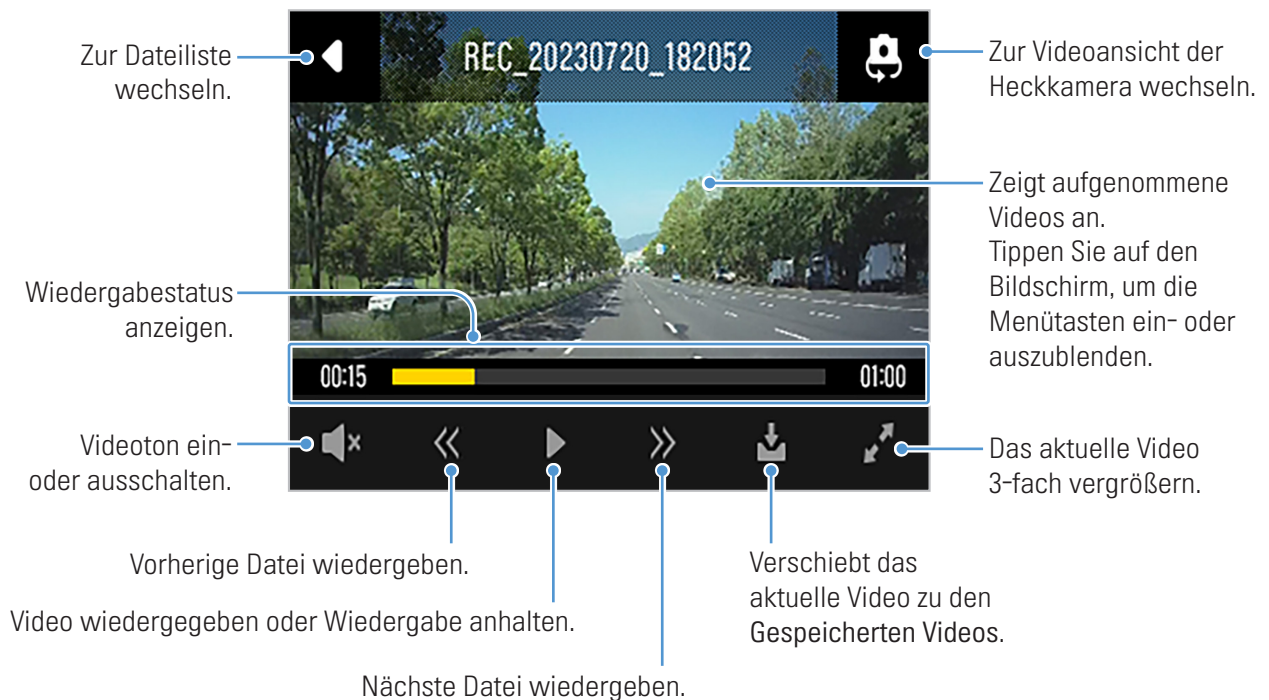 Zur Dateiliste
wechseln.
REC_20230720_182052
Zur Videoansicht der
Heckkamera wechseln.
Zeigt aufgenommene
Videos an.
Tippen Sie auf den
Bildschirm, um die
Menütasten ein- oder
auszublenden.
Wiedergabestatus
anzeigen.
00:15
01:00
Videoton ein-
oder ausschalten.
Das aktuelle Video
3-fach vergrößern.
Vorherige Datei wiedergeben.
Video wiedergegeben oder Wiedergabe anhalten.
Nächste Datei wiedergeben.
Verschiebt das
aktuelle Video zu den
Gespeicherten Videos.